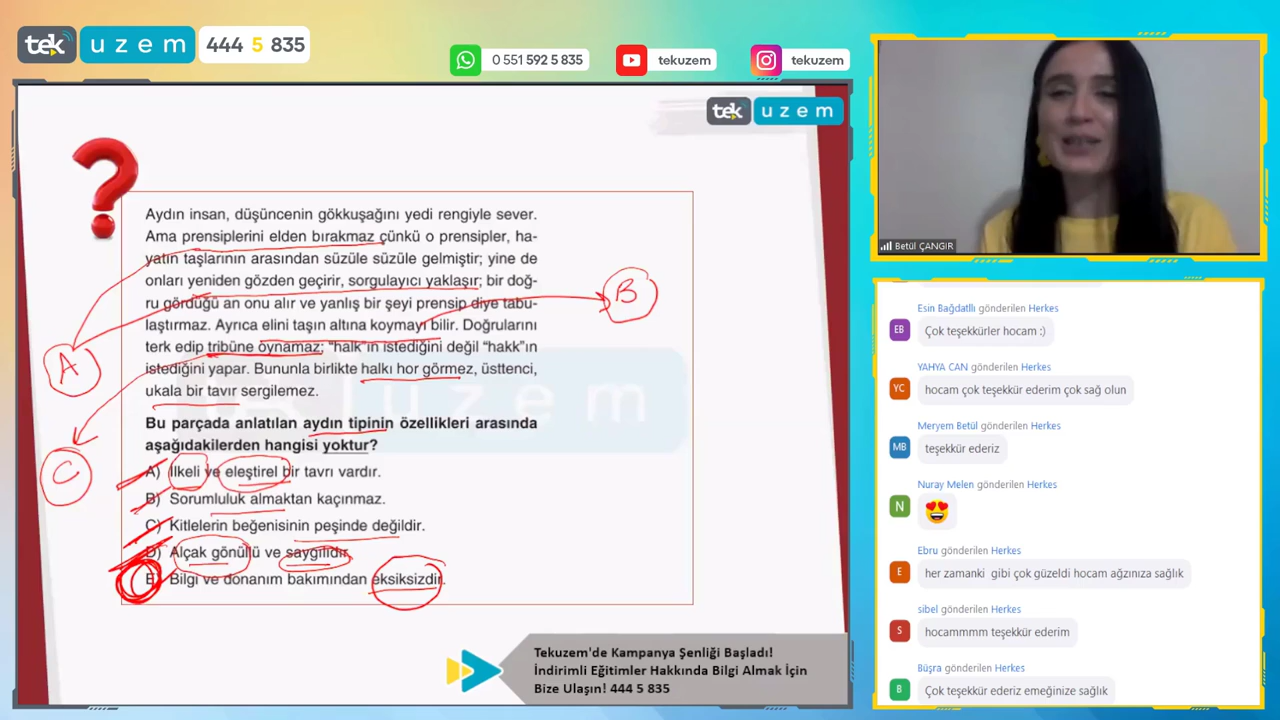 tek uzem 444 5 835
0 551 592 5 835
tekuzem
tekuzem
tek uzem
Aydın insan, düşüncenin gökkuşağını yedi rengiyle sever.
Ama prensiplerini elden bırakmaz çünkü o prensipler, ha-
yatın taşlarının arasından süzüle süzüle gelmiştir; yine de
onları yeniden gözden geçirir, sorgulayıcı yaklaşır; bir doğ-
ru gördüğü an onu alır ve yanlış bir şeyi prensip diye tabu-
laştırmaz. Ayrıca elini taşın altına koymayı bilir. Doğrularını
terk edip tribüne oynamaz; "halk"ın istediğini değil "hakk"ın
istediğini yapar. Bununla birlikte halkı hor görmez, üsttenci,
ukala bir tavır sergilemez.
Bu parçada anlatılan aydın tipinin özellikleri arasında
aşağıdakilerden hangisi yoktur?
A) İlkeli ve eleştirel bir tavrı vardır.
B) Sorumluluk almaktan kaçınmaz.
C) Kitlelerin beğenisinin peşinde değildir.
D) Alçak gönüllü ve saygılıdır.
E) Bilgi ve donanım bakımından eksiksizdir.
A
B
C
uzem
Tekuzem'de Kampanya Şenliği Başladı!
İndirimli Eğitimler Hakkında Bilgi Almak İçin
Bize Ulaşın! 444 5 835
Betül ÇANGIR
Esin Bağdatllı gönderilen Herkes
EB
Çok teşekkürler hocam :)
YAHYA CAN gönderilen Herkes
YC
hocam çok teşekkür ederim çok sağ olun
Meryem Betül gönderilen Herkes
MB
teşekkür ederiz
Nuray Melen gönderilen Herkes
N
Ebru gönderilen Herkes
E
her zamanki gibi çok güzeldi hocam ağzınıza sağlık
sibel gönderilen Herkes
S
hocammmm teşekkür ederim
Büşra gönderilen Herkes
B
Çok teşekkür ederiz emeğinize sağlık